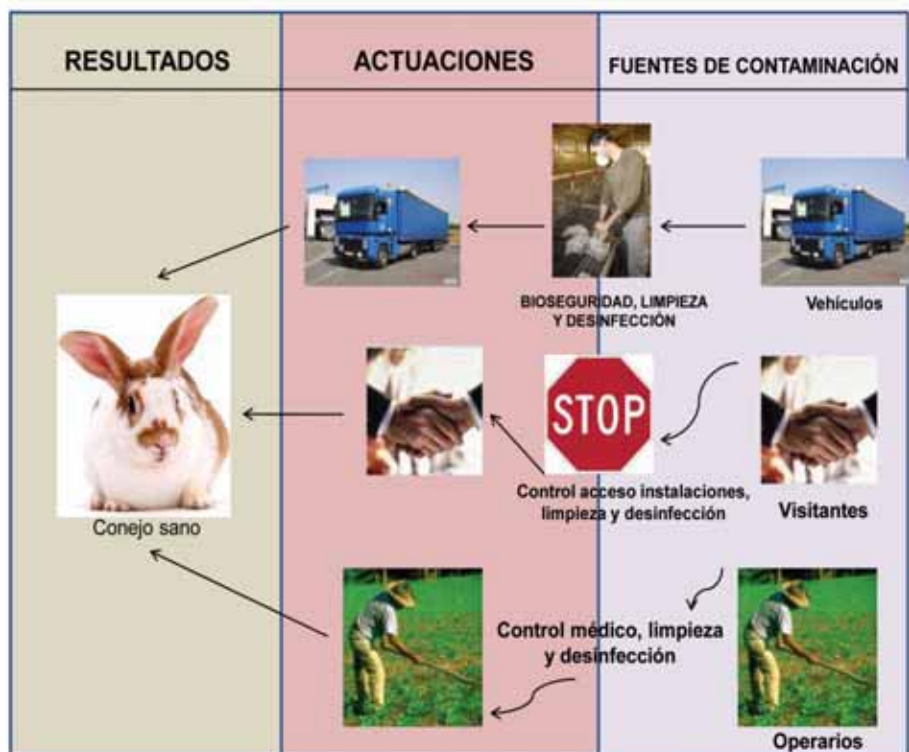 RESULTADOS
ACTUACIONES
FUENTES DE CONTAMINACIÓN
BIOSEGURIDAD, LIMPIEZA
Y DESINFECCIÓN
Vehículos
STOP
Control acceso instalaciones,
limpieza y desinfección
Visitantes
Conejo sano
Control médico, limpieza
y desinfección
Operarios